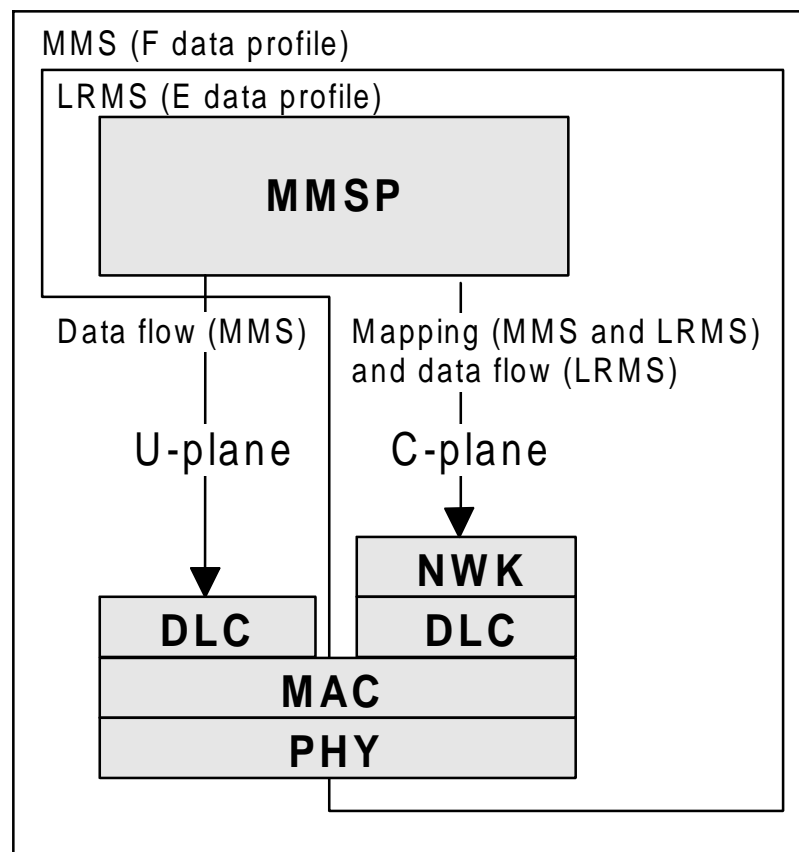 MMS (F data profile)
LRMS (E data profile)
MMSP
Data flow (MMS)
Mapping (MMS and LRMS)
and data flow (LRMS)
U-plane
C-plane
NWK
DLC
DLC
MAC
PHY